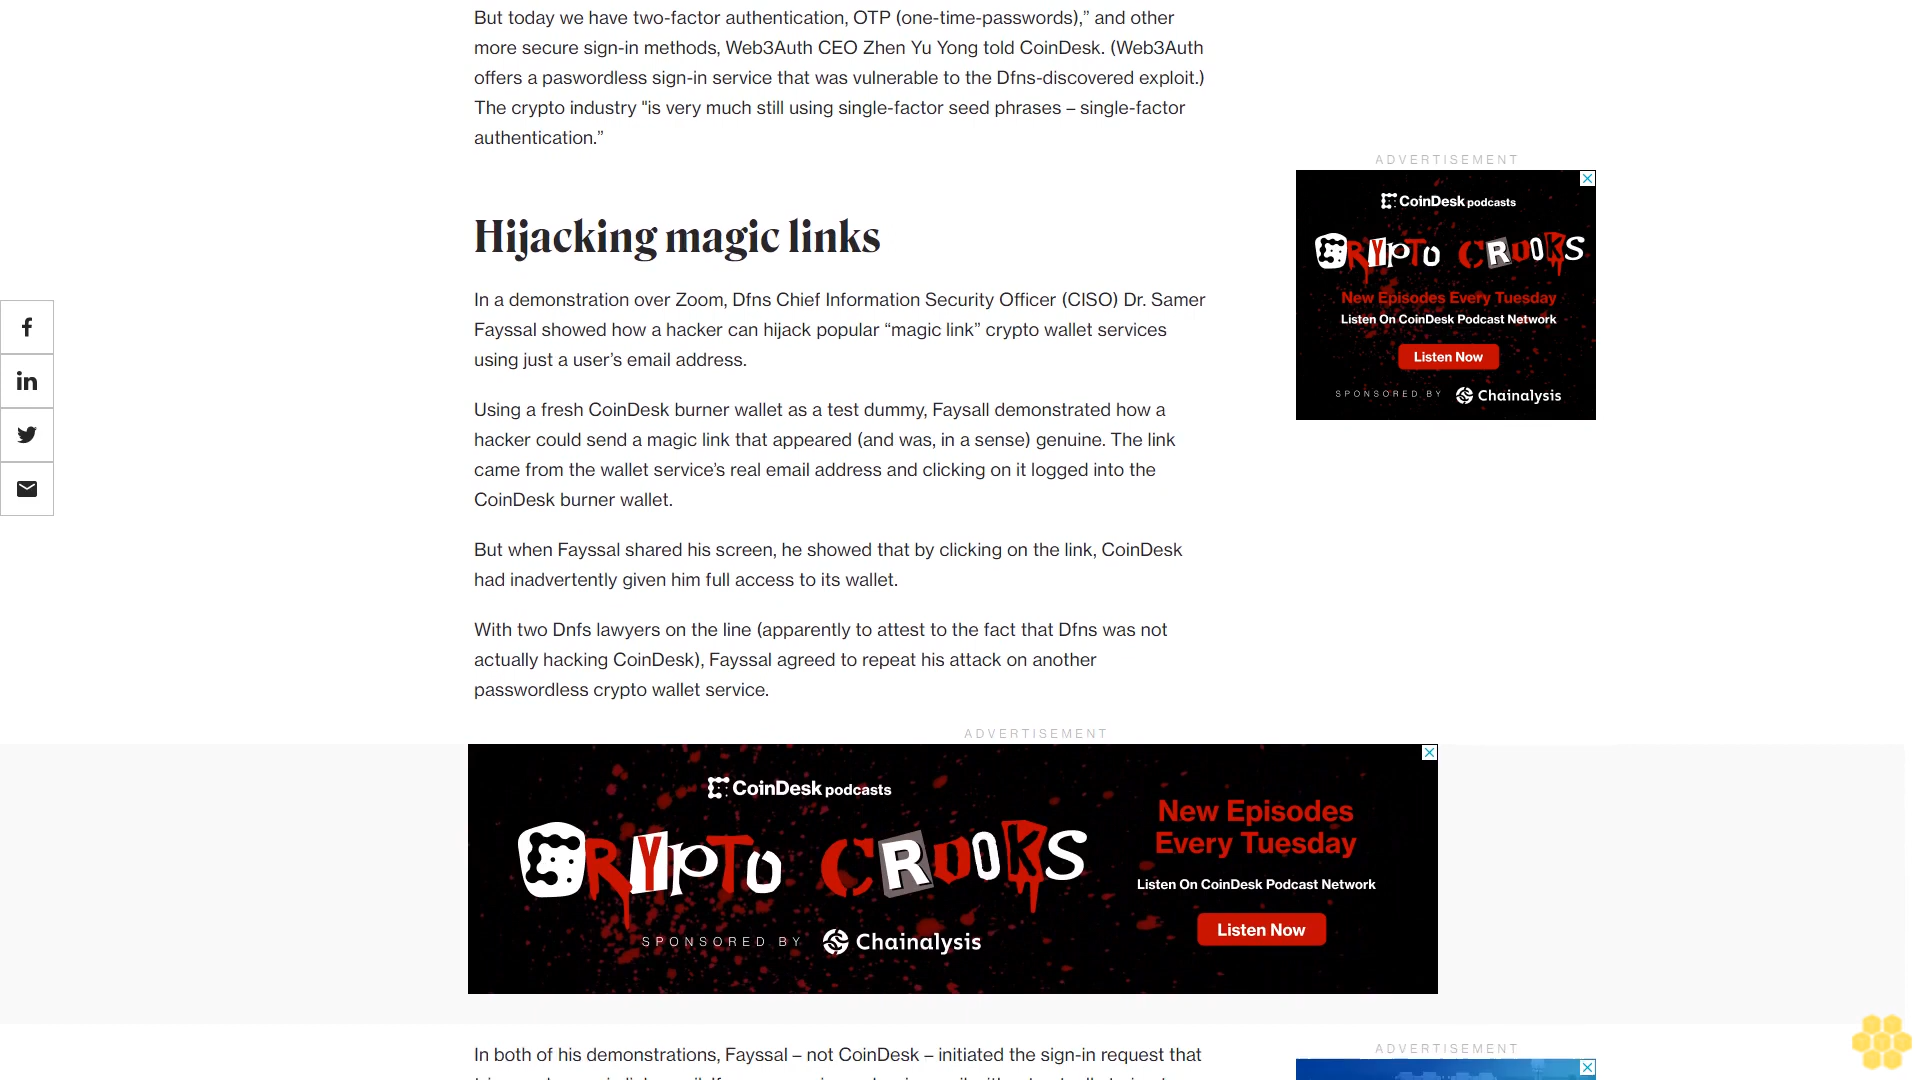 But today we have two-factor authentication, OTP (one-time-passwords),” and other
more secure sign-in methods, Web3Auth CEO Zhen Yu Yong told CoinDesk. (Web3Auth
offers a paswordless sign-in service that was vulnerable to the Dfns-discovered exploit.)
The crypto industry "is very much still using single-factor seed phrases – single-factor
authentication.”
Hijacking magic links
In a demonstration over Zoom, Dfns Chief Information Security Officer (CISO) Dr. Samer
Fayssal showed how a hacker can hijack popular “magic link” crypto wallet services
using just a user’s email address.
Using a fresh CoinDesk burner wallet as a test dummy, Faysall demonstrated how a
hacker could send a magic link that appeared (and was, in a sense) genuine. The link
came from the wallet service’s real email address and clicking on it logged into the
CoinDesk burner wallet.
But when Fayssal shared his screen, he showed that by clicking on the link, CoinDesk
had inadvertently given him full access to its wallet.
With two Dnfs lawyers on the line (apparently to attest to the fact that Dfns was not
actually hacking CoinDesk), Fayssal agreed to repeat his attack on another
passwordless crypto wallet service.
ADVERTISEMENT
CoinDesk podcasts
CRYPTO CROOKS
New Episodes Every Tuesday
Listen On CoinDesk Podcast Network
Listen Now
SPONSORED BY Chainalysis
ADVERTISEMENT
CoinDesk podcasts
CRYPTO CROOKS
SPONSORED BY Chainalysis
New Episodes
Every Tuesday
Listen On CoinDesk Podcast Network
Listen Now
In both of his demonstrations, Fayssal – not CoinDesk – initiated the sign-in request that
ADVERTISEMENT